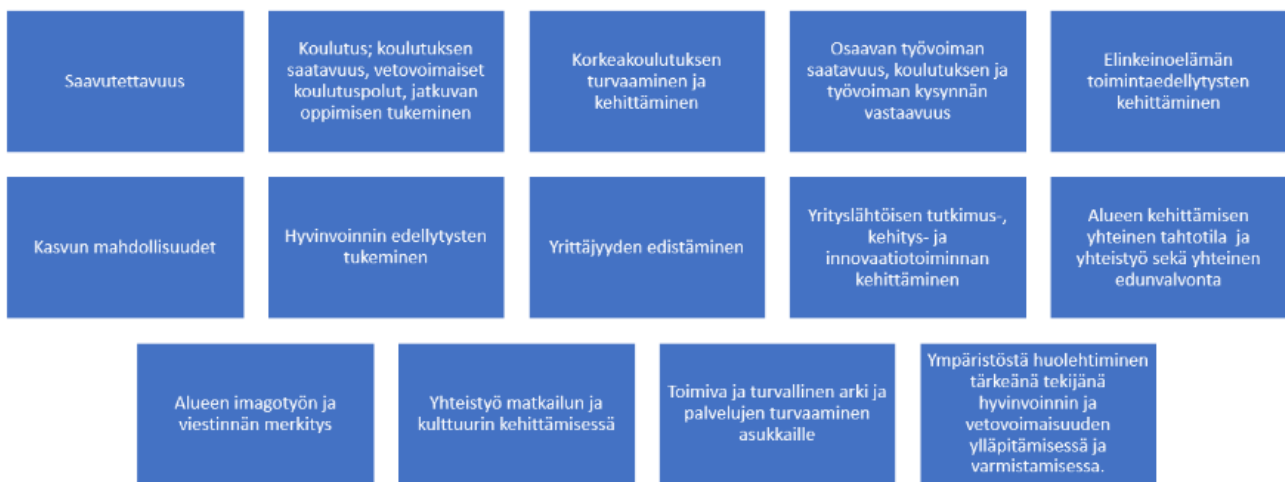 Saavutettavuus
Koulutus; koulutuksen
saatavuus, vetovoimaiset
koulutuspolut, jatkuvan
oppimisen tukeminen
Korkeakoulutuksen
turvaaminen ja
kehittäminen
Osaavan työvoiman
saatavuus, koulutuksen ja
työvoiman kysynnän
vastaavuus
Elinkeinoelämän
toimintaedellytysten
kehittäminen
Kasvun mahdollisuudet
Hyvinvoinnin edellytysten
tukeminen
Yrittäjyyden edistäminen
Yrityslähtöisen tutkimus-,
kehitys- ja
innovaatiotoiminnan
kehittäminen
Alueen kehittämisen
yhteinen tahtotila ja
yhteistyö sekä yhteinen
edunvalvonta
Alueen imagotyön ja
viestinnän merkitys
Yhteistyö matkailun ja
kulttuurin kehittämisessä
Toimiva ja turvallinen arki ja
palvelujen turvaaminen
asukkaille
Ympäristöstä huolehtiminen
tärkeänä tekijänä
hyvinvoinnin ja
vetovoimaisuuden
ylläpitämisessä ja
varmistamisessa.